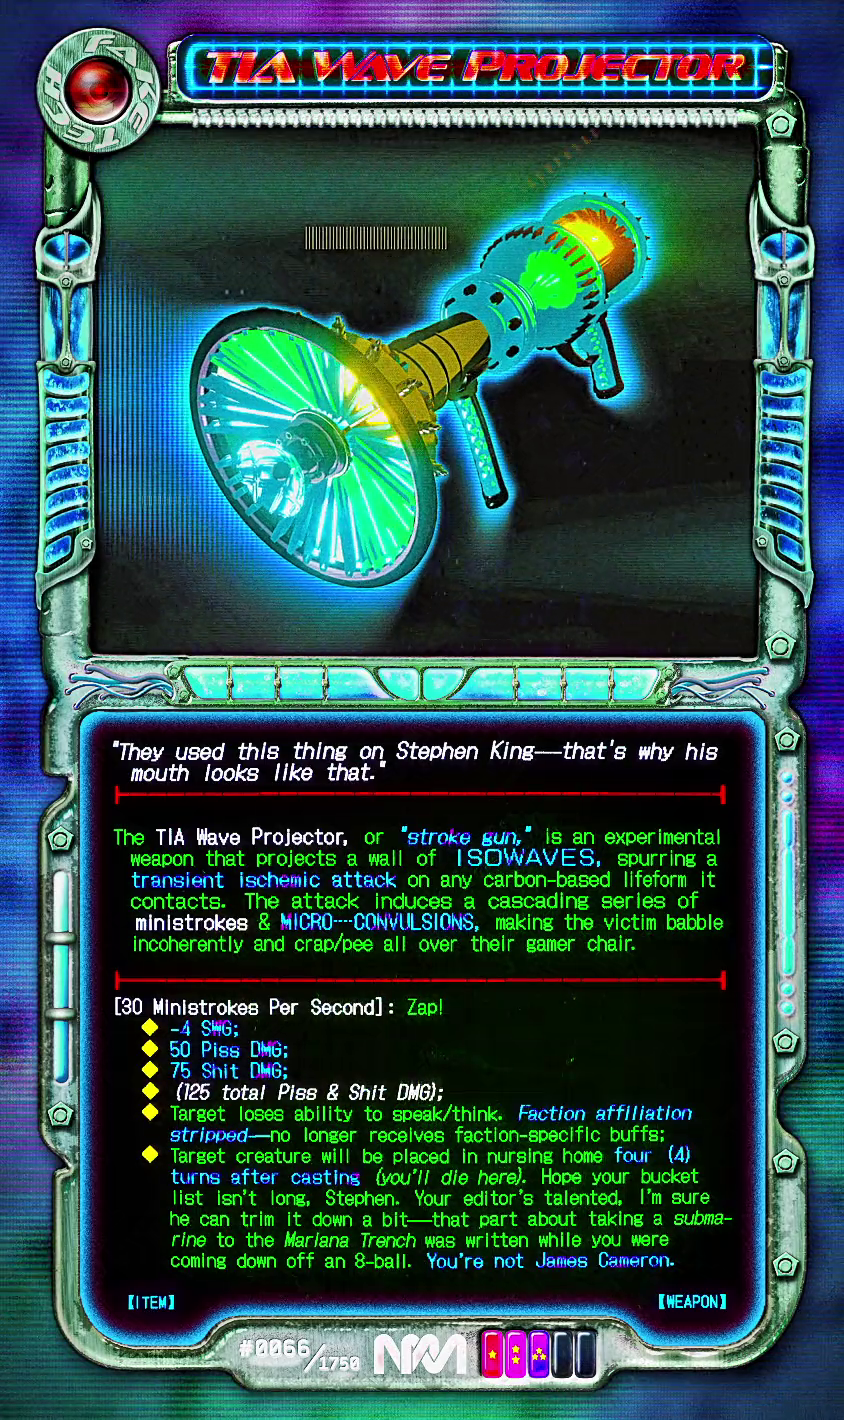 FAKE TECH
TIA WAVE PROJECTOR
"They used this thing on Stephen King—that's why his
mouth looks like that."
The TIA Wave Projector, or "stroke gun," is an experimental
weapon that projects a wall of ISOWAVES, spurring a
transient ischemic attack on any carbon-based lifeform it
contacts. The attack induces a cascading series of
ministrokes & MICRO-CONVULSIONS, making the victim babble
incoherently and crap/pee all over their gamer chair.
[30 Ministrokes Per Second]: Zap!
-4 SWG;
50 Piss DMG;
75 Shit DMG;
(125 total Piss & Shit DMG);
Target loses ability to speak/think. Faction affiliation
stripped—no longer receives faction-specific buffs;
Target creature will be placed in nursing home four (4)
turns after casting (you'll die here). Hope your bucket
list isn't long, Stephen. Your editor's talented, I'm sure
he can trim it down a bit—that part about taking a subma-
rine to the Mariana Trench was written while you were
coming down off an 8-ball. You're not James Cameron.
【ITEM】
【WEAPON】
#0066/1750 NPM